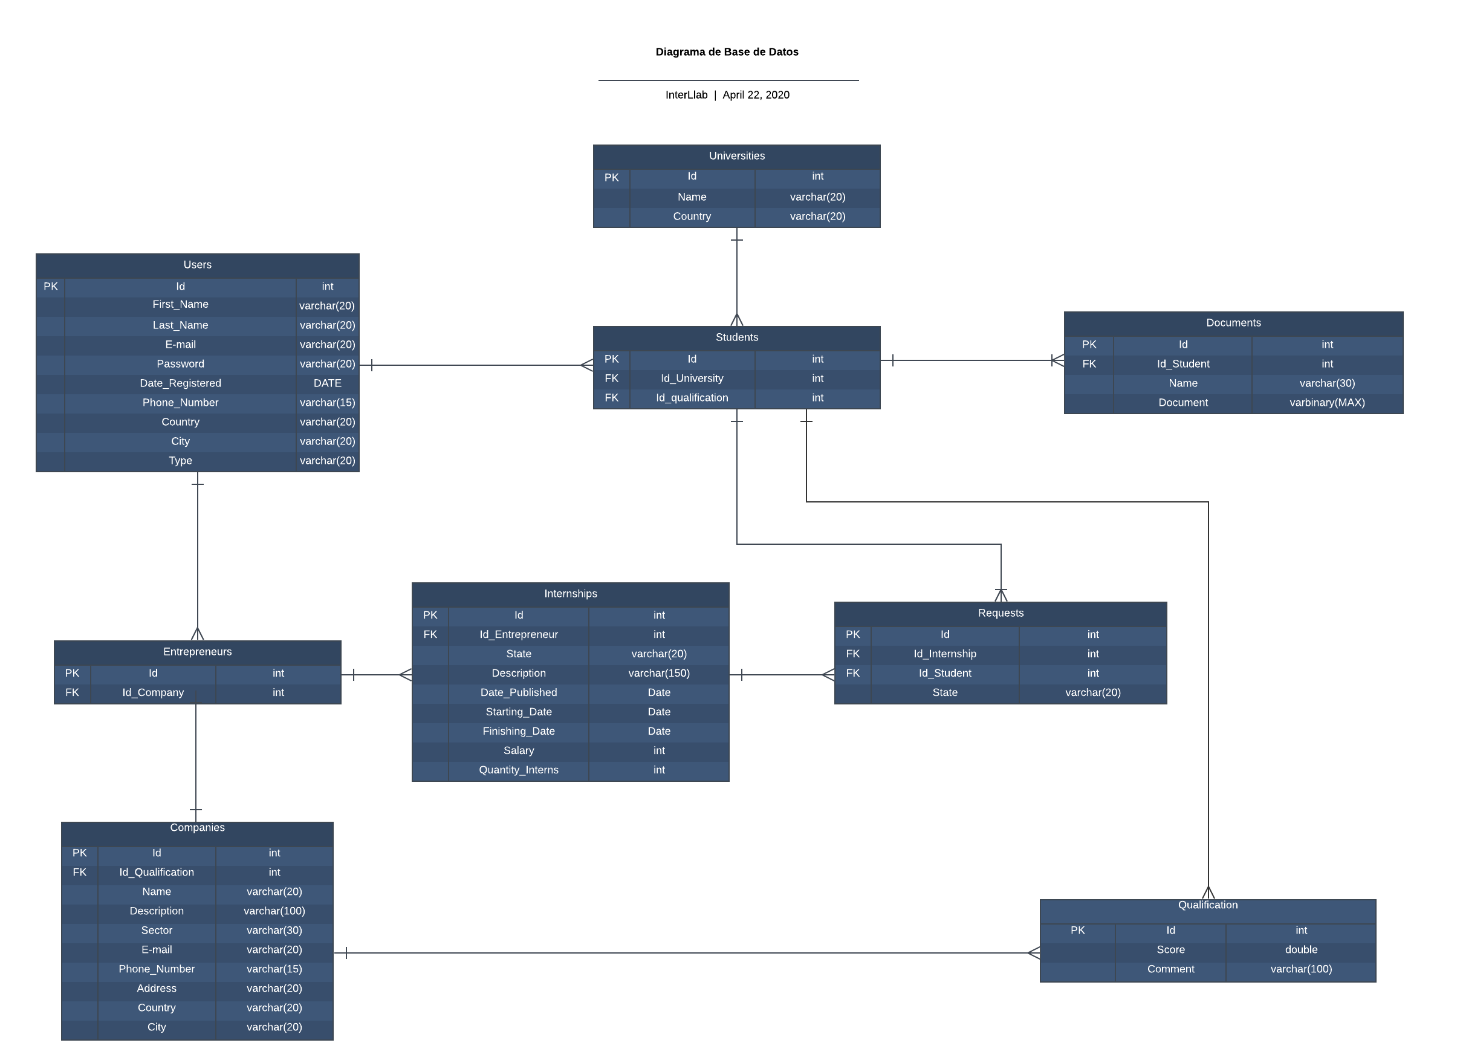 Diagrama de Base de Datos
InterLlab | April 22, 2020
Universities
PK Id int
Name varchar(20)
Country varchar(20)
Users
PK Id int
First_Name varchar(20)
Last_Name varchar(20)
E-mail varchar(20)
Password varchar(20)
Date_Registered DATE
Phone_Number varchar(15)
Country varchar(20)
City varchar(20)
Type varchar(20)
Students
PK Id int
FK Id_University int
FK Id_qualification int
Documents
PK Id int
FK Id_Student int
Name varchar(30)
Document varbinary(MAX)
Entrepreneurs
PK Id int
FK Id_Company int
Internships
PK Id int
FK Id_Entrepreneur int
State varchar(20)
Description varchar(150)
Date_Published Date
Starting_Date Date
Finishing_Date Date
Salary int
Quantity_Interns int
Requests
PK Id int
FK Id_Internship int
FK Id_Student int
State varchar(20)
Companies
PK Id int
FK Id_Qualification int
Name varchar(20)
Description varchar(100)
Sector varchar(30)
E-mail varchar(20)
Phone_Number varchar(15)
Address varchar(20)
Country varchar(20)
City varchar(20)
Qualification
PK Id int
Score double
Comment varchar(100)